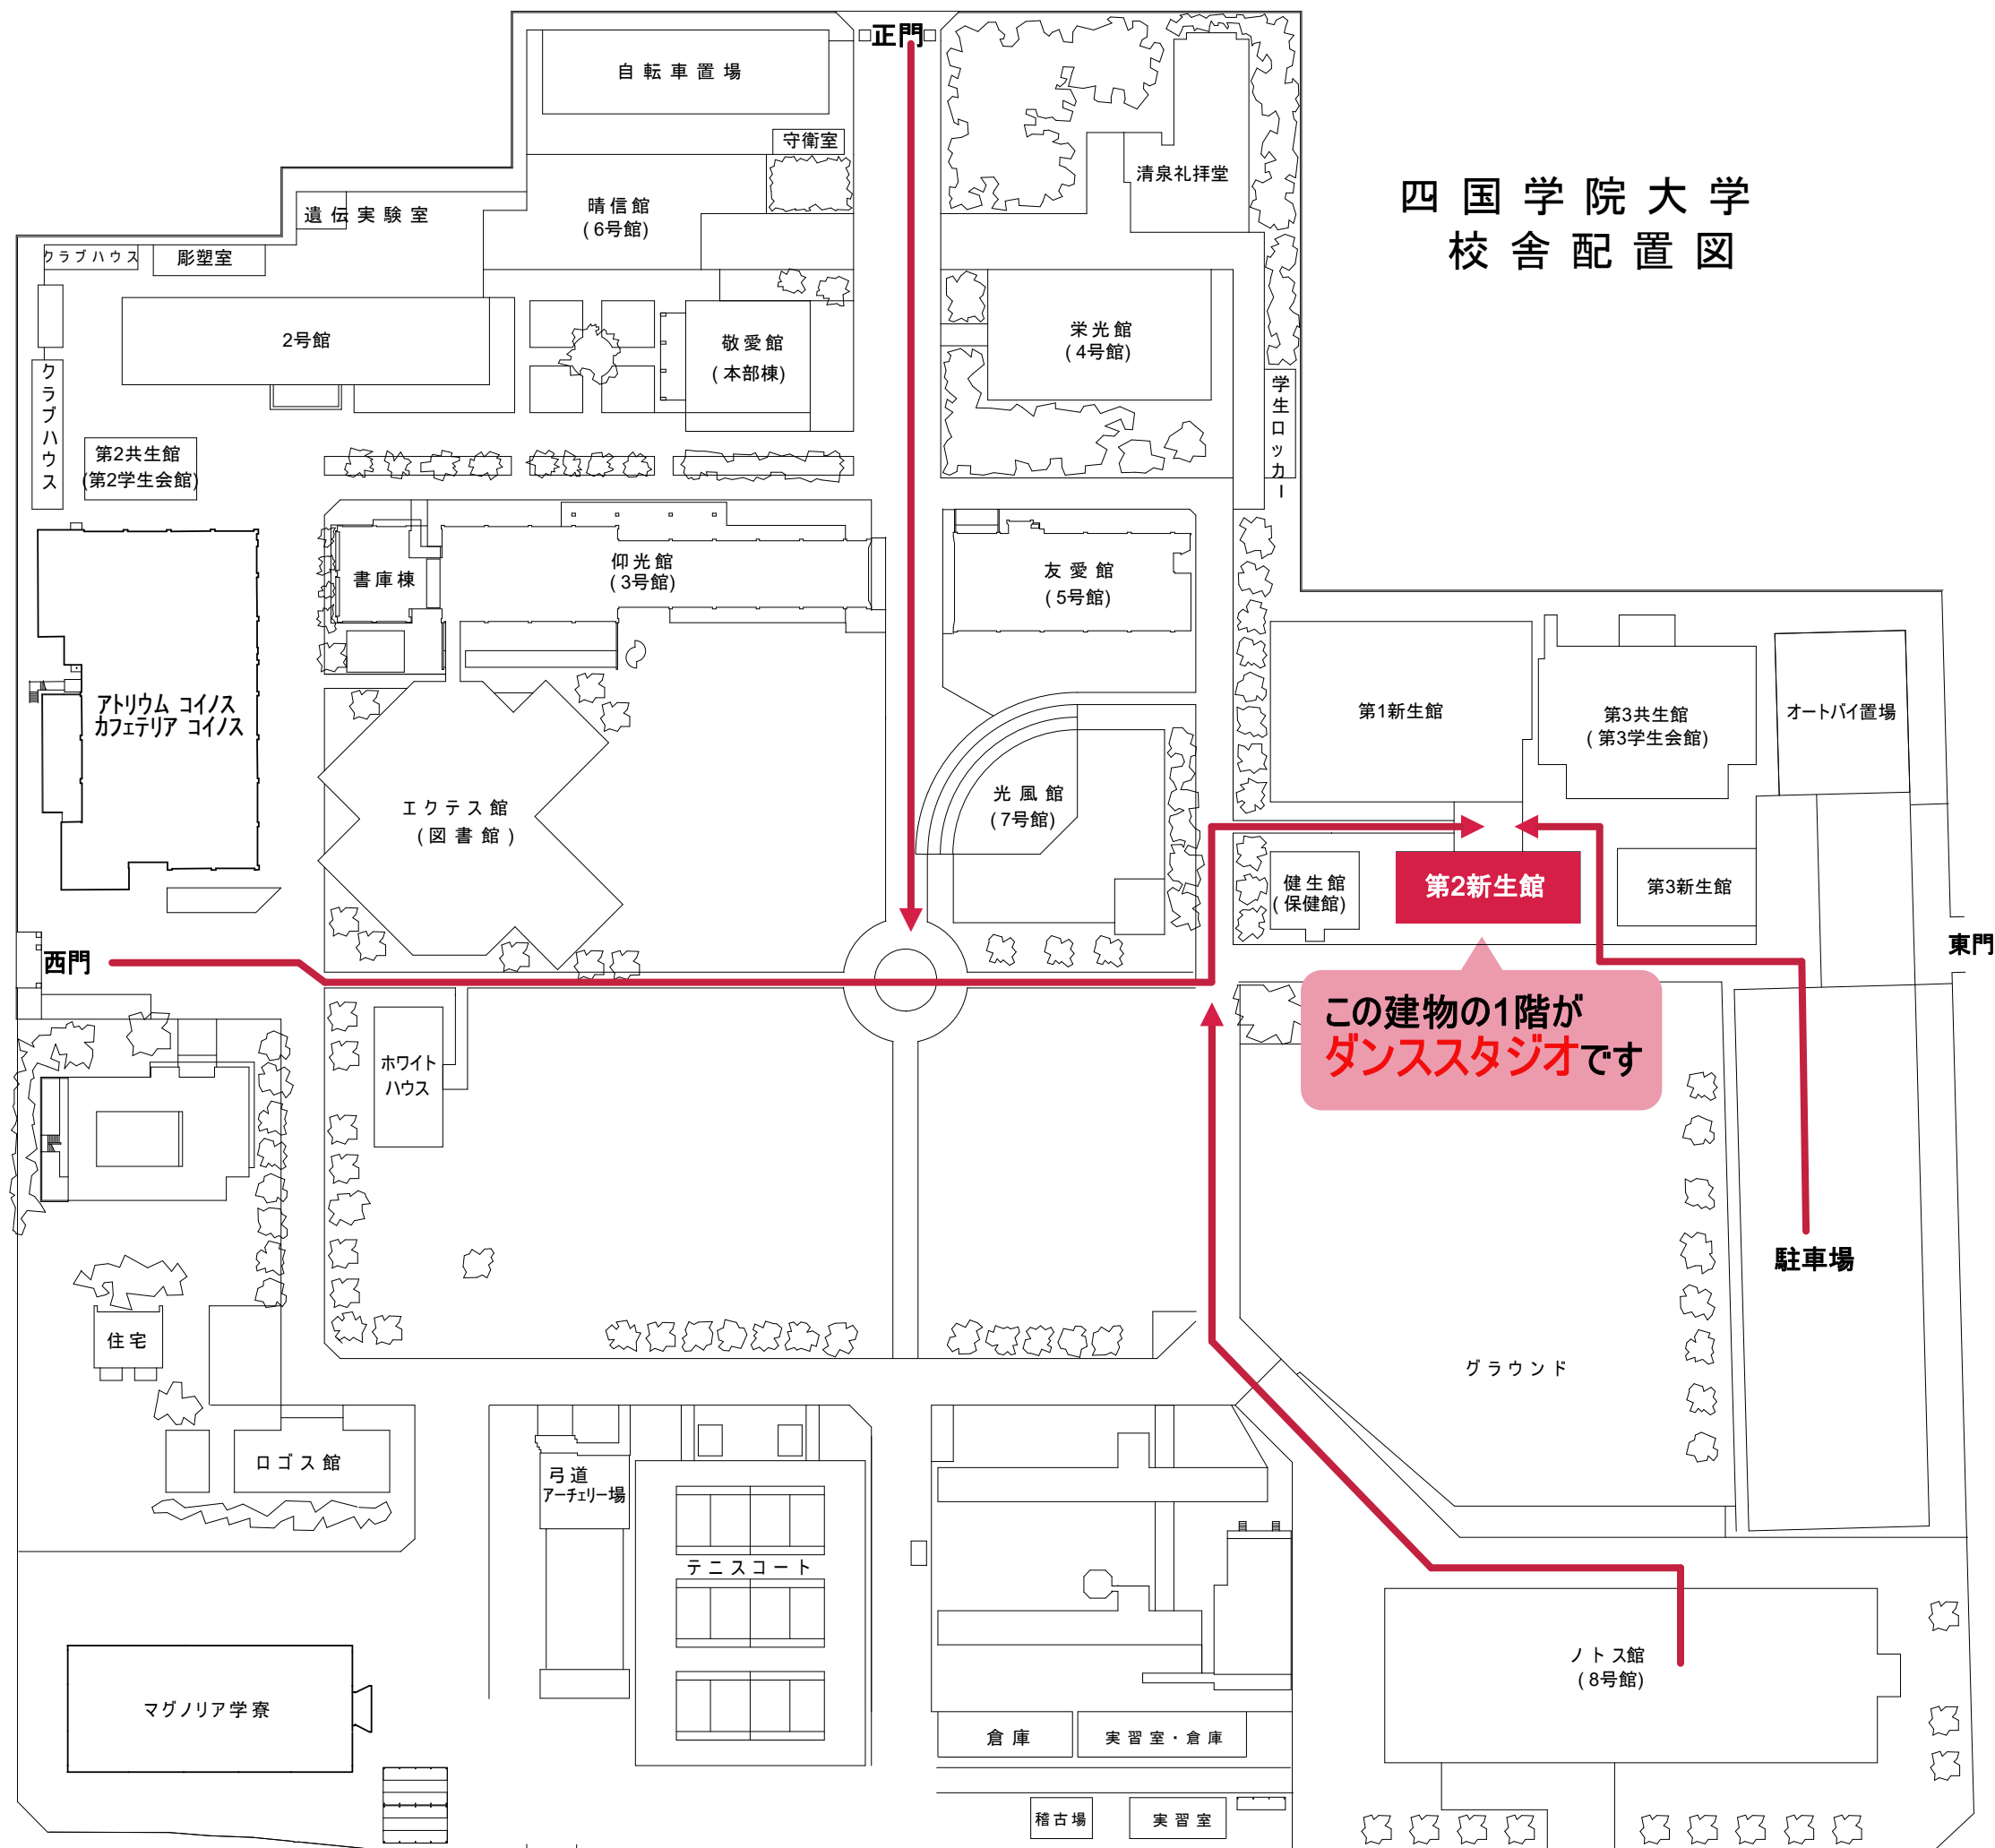 正門
自転車置場
守衛室
清泉礼拝堂
四国学院大学
校舎配置図
遺伝実験室
晴信館
(6号館)
クラブハウス
彫塑室
2号館
敬愛館
(本部棟)
栄光館
(4号館)
クラブハウス
学生ロッカー
第2共生館
(第2学生会館)
書庫棟
仰光館
(3号館)
友愛館
(5号館)
アトリウム コイノス
カフェテリア コイノス
第1新生館
第3共生館
(第3学生会館)
オートバイ置場
エクテス館
(図書館)
光風館
(7号館)
健生館
(保健館)
第2新生館
第3新生館
西門
東門
この建物の1階が
ダンススタジオです
ホワイト
ハウス
駐車場
住宅
グラウンド
ロゴス館
弓道
アーチェリー場
テニスコート
ノトス館
(8号館)
マグノリア学寮
倉庫
実習室・倉庫
稽古場
実習室